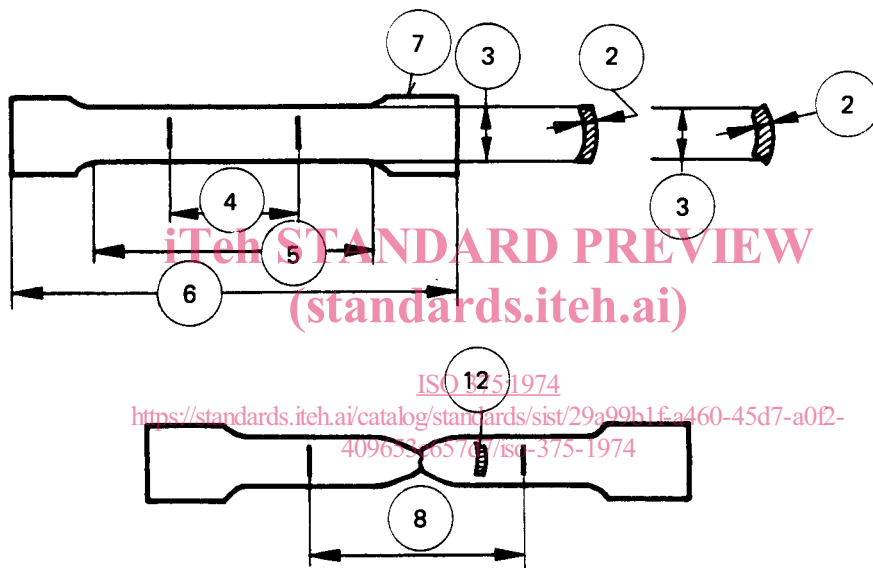 7
3
2
2
4
3
5
6
iTeh STANDARD PREVIEW
(standards.iteh.ai)
12
ISO 375:1974
https://standards.iteh.ai/catalog/standards/sist/29a99b1f-a460-45d7-a0f2-
/iso-375-1974
8